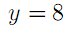 y = 8